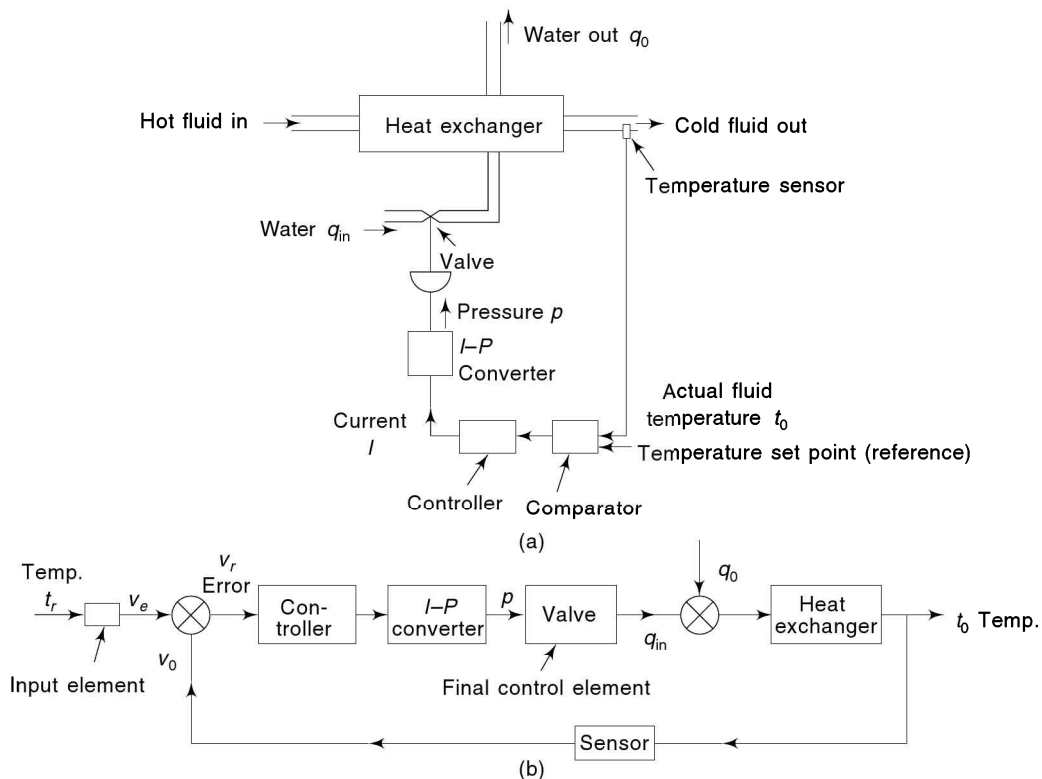 Water out q0
Hot fluid in
Heat exchanger
Cold fluid out
Temperature sensor
Water qin
Valve
Pressure p
I–P
Converter
Actual fluid
temperature t0
Current
I
Temperature set point (reference)
Controller
Comparator
(a)
Temp.
tr
ve
vr
Error
Con-
troller
I–P
converter
p
Valve
qin
q0
Heat
exchanger
t0 Temp.
v0
Input element
Final control element
Sensor
(b)